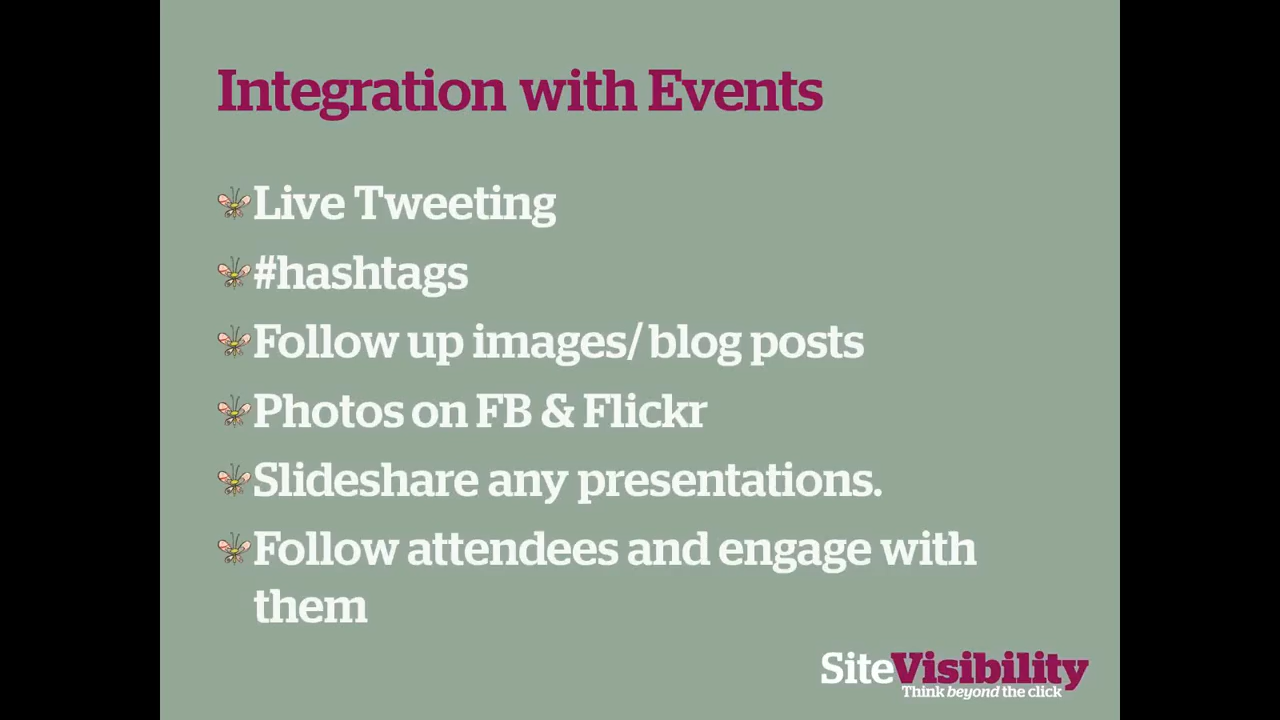 Integration with Events
Live Tweeting
#hashtags
Follow up images/blog posts
Photos on FB & Flickr
Slideshare any presentations.
Follow attendees and engage with
them
SiteVisibility
Think beyond the click